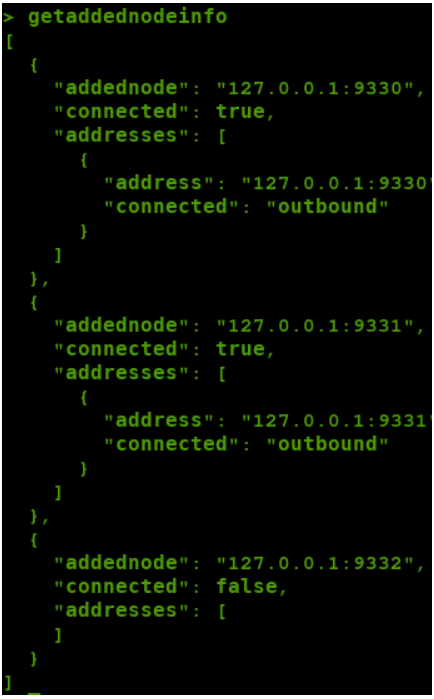 > getaddednodeinfo
[
  {
    "addednode": "127.0.0.1:9330",
    "connected": true,
    "addresses": [
      {
        "address": "127.0.0.1:9330"
        "connected": "outbound"
      }
    ]
  },
  {
    "addednode": "127.0.0.1:9331",
    "connected": true,
    "addresses": [
      {
        "address": "127.0.0.1:9331"
        "connected": "outbound"
      }
    ]
  },
  {
    "addednode": "127.0.0.1:9332",
    "connected": false,
    "addresses": [
    ]
  }
]